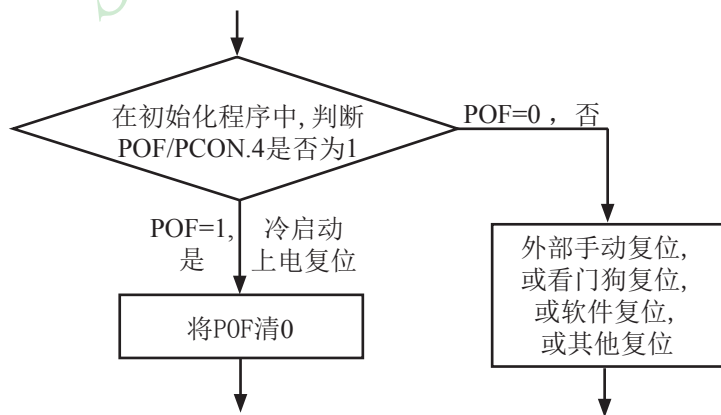 在初始化程序中,判断
POF/PCON.4是否为1
POF=0 ，否
POF=1,
是
冷启动
上电复位
将POF清0
外部手动复位,
或看门狗复位,
或软件复位,
或其他复位